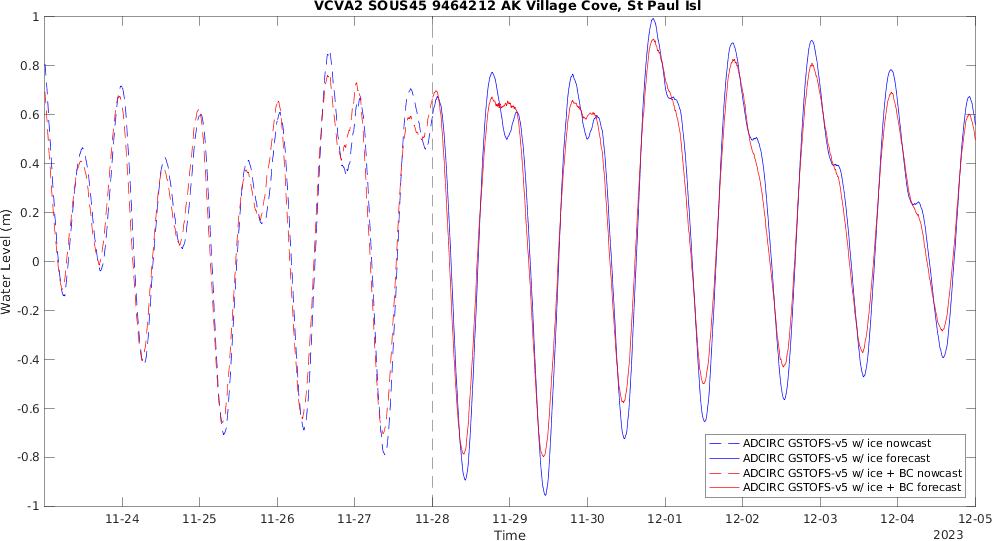 VCVA2 SOUS45 9464212 AK Village Cove, St Paul Isl
1
0.8
0.6
0.4
0.2
0
-0.2
-0.4
-0.6
-0.8
-1
Water Level (m)
ADCIRC GSTOFS-v5 w/ ice nowcast
ADCIRC GSTOFS-v5 w/ ice forecast
ADCIRC GSTOFS-v5 w/ ice + BC nowcast
ADCIRC GSTOFS-v5 w/ ice + BC forecast
11-24 11-25 11-26 11-27 11-28 11-29 11-30 12-01 12-02 12-03 12-04 12-05
Time
2023